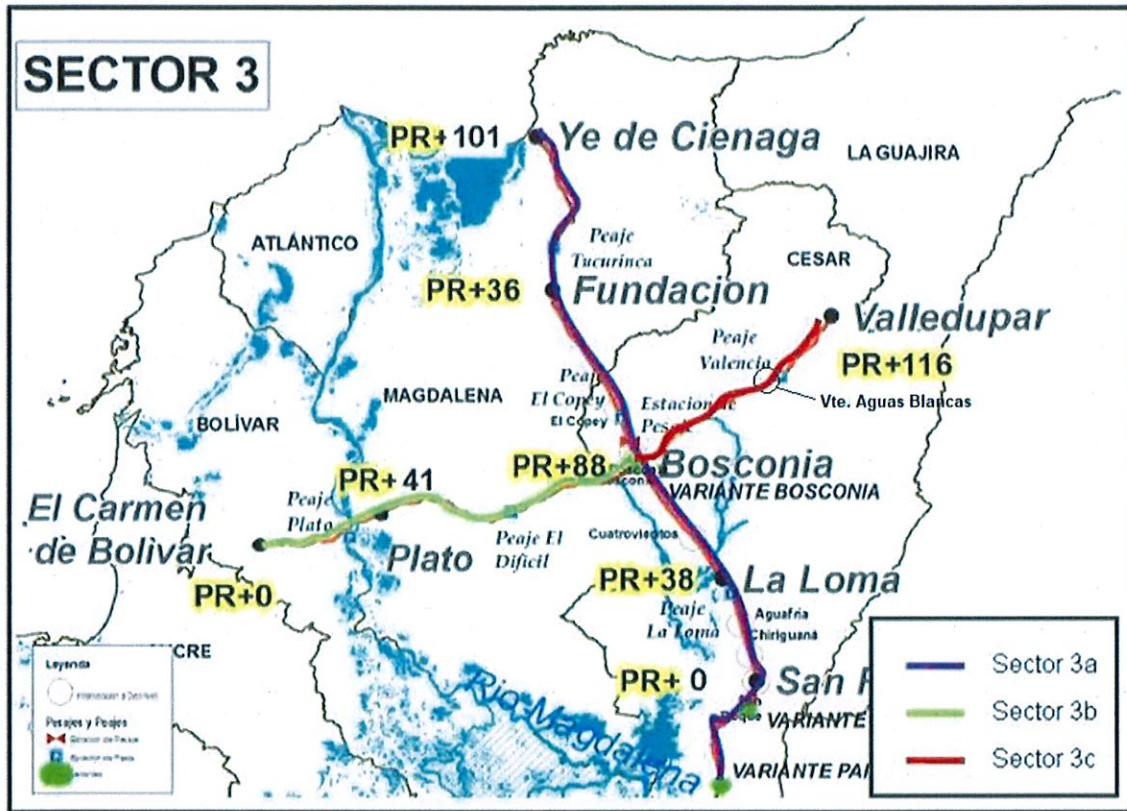 SECTOR 3
PR+ 101
Ye de Cienaga
LA GUAJIRA
ATLÁNTICO
Peaje
Tucurinca
CESAR
PR+36
Fundacion
Valledupar
Peaje
Valencia
PR+116
Peaje
El Copey
El Copey
Estacion de
Pesaje
Vte. Aguas Blancas
MAGDALENA
BOLÍVAR
PR+88
Bosconia
VARIANTE BOSCONIA
PR+ 41
El Carmen
de Bolivar
Peaje
Plato
Plato
Peaje El
Dificil
Cuatrovientos
PR+0
PR+38
La Loma
Peaje
La Loma
Aguafria
Chiriguana
CRE
PR+ 0
San
Rio Magdalena
VARIANTE
VARIANTE PAI
Leyenda
Pesajes y Peajes
Sector 3a
Sector 3b
Sector 3c